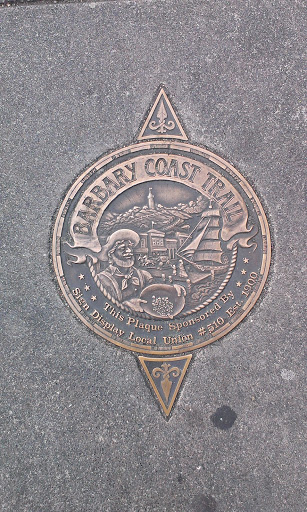 BARBARY COAST TRAIL
This Plaque Sponsored By
Sign Display Local Union #510 Est. 1900